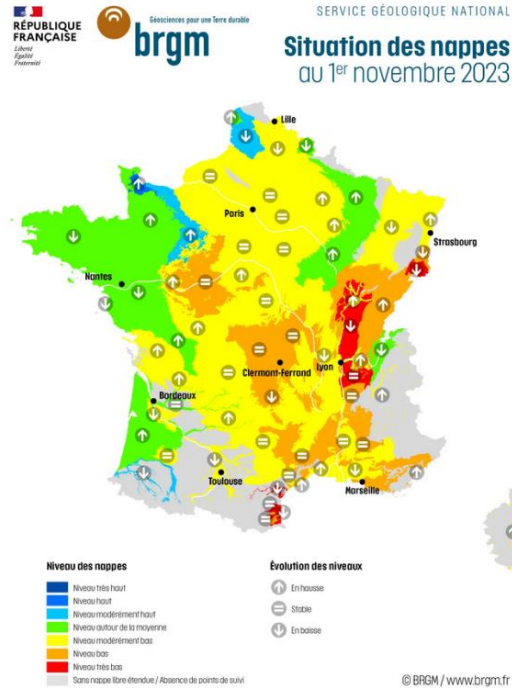 RÉPUBLIQUE
FRANÇAISE
Liberté
Égalité
Fraternité
Géosciences pour une Terre durable
brgm
SERVICE GÉOLOGIQUE NATIONAL
Situation des nappes
au 1er novembre 2023
Lille
Paris
Strasbourg
Nantes
Clermont-Ferrand
Lyon
Bordeaux
Toulouse
Marseille
Niveau des nappes
Niveau très haut
Niveau haut
Niveau modérément haut
Niveau autour de la moyenne
Niveau modérément bas
Niveau bas
Niveau très bas
Sans nappe libre étendue / Absence de points de suivi
Évolution des niveaux
En hausse
Stable
En baisse
© BRGM / www.brgm.fr